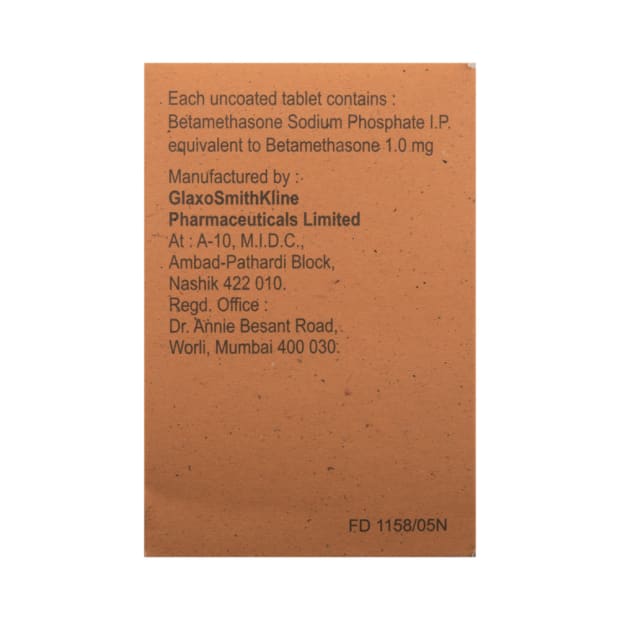 Each uncoated tablet contains :
Betamethasone Sodium Phosphate I.P.
equivalent to Betamethasone 1.0 mg
Manufactured by :
GlaxoSmithKline
Pharmaceuticals Limited
At : A-10, M.I.D.C.,
Ambad-Pathardi Block,
Nashik 422 010.
Regd. Office :
Dr. Annie Besant Road,
Worli, Mumbai 400 030.
FD 1158/05N